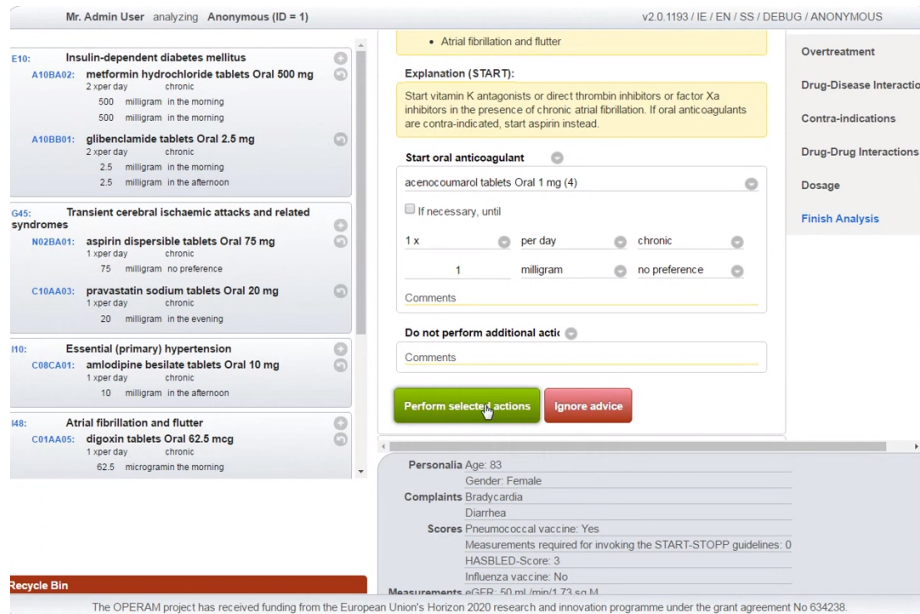 Mr. Admin User analyzing Anonymous (ID = 1)
v2.0.1193 / IE / EN / SS / DEBUG / ANONYMOUS
E10: Insulin-dependent diabetes mellitus
A10BA02: metformin hydrochloride tablets Oral 500 mg
2 xper day chronic
500 milligram in the morning
500 milligram in the morning
A10BB01: glibenclamide tablets Oral 2.5 mg
2 xper day chronic
2.5 milligram in the morning
2.5 milligram in the afternoon
G45: Transient cerebral ischaemic attacks and related
syndromes
N02BA01: aspirin dispersible tablets Oral 75 mg
1 xper day chronic
75 milligram no preference
C10AA03: pravastatin sodium tablets Oral 20 mg
1 xper day chronic
20 milligram in the evening
I10: Essential (primary) hypertension
C08CA01: amlodipine besilate tablets Oral 10 mg
1 xper day chronic
10 milligram in the afternoon
I48: Atrial fibrillation and flutter
C01AA05: digoxin tablets Oral 62.5 mcg
1 xper day chronic
62.5 microgramin the morning
Recycle Bin
• Atrial fibrillation and flutter
Explanation (START):
Start vitamin K antagonists or direct thrombin inhibitors or factor Xa
inhibitors in the presence of chronic atrial fibrillation. If oral anticoagulants
are contra-indicated, start aspirin instead.
Start oral anticoagulant
acenocoumarol tablets Oral 1 mg (4)
If necessary, until
1 x per day chronic
1 milligram no preference
Comments
Do not perform additional actic
Comments
Perform selected actions Ignore advice
Personalia Age: 83
Gender: Female
Complaints Bradycardia
Diarrhea
Scores Pneumococcal vaccine: Yes
Measurements required for invoking the START-STOPP guidelines: 0
HASBLED-Score: 3
Influenza vaccine: No
Measurements eGFR: 50 mL/min/1.73 sq M
Overtreatment
Drug-Disease Interactio
Contra-indications
Drug-Drug Interactions
Dosage
Finish Analysis
The OPERAM project has received funding from the European Union's Horizon 2020 research and innovation programme under the grant agreement No 634238.